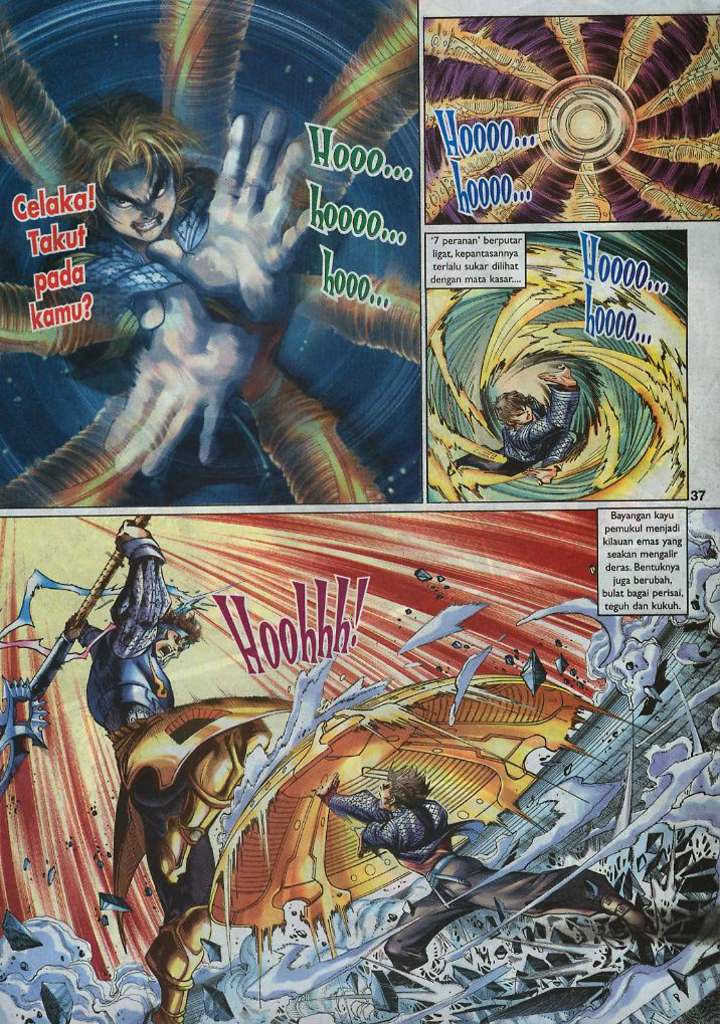 Celaka!
Takut
pada
kamu?
Hooo...
hoooo...
hooo...
Hoooo...
hoooo...
'7 peranan' berputar
ligat, kepantasannya
terlalu sukar dilihat
dengan mata kasar....
Hoooo...
hoooo...
37
Bayangan kayu
pemukul menjadi
kilauan emas yang
seakan mengalir
deras. Bentuknya
juga berubah,
bulat bagai perisai,
teguh dan kukuh.
Hoohhh!